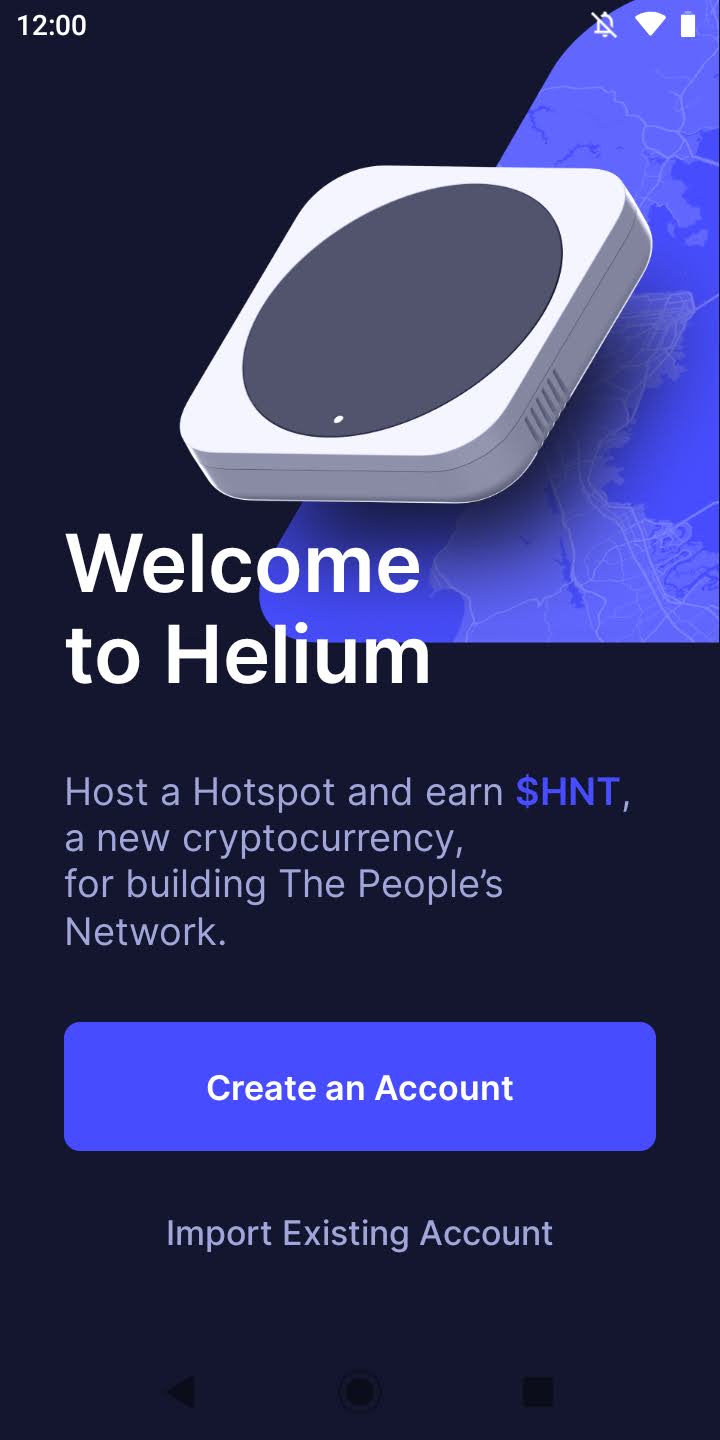 12:00
Welcome
to Helium
Host a Hotspot and earn $HNT,
a new cryptocurrency,
for building The People’s
Network.
Create an Account
Import Existing Account